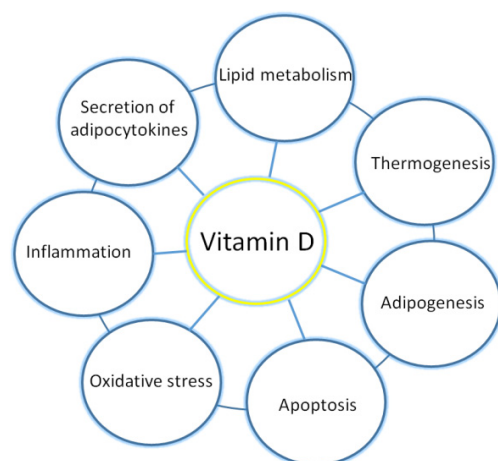 Lipid metabolism
Secretion of
adipocytokines
Thermogenesis
Vitamin D
Inflammation
Adipogenesis
Oxidative stress
Apoptosis